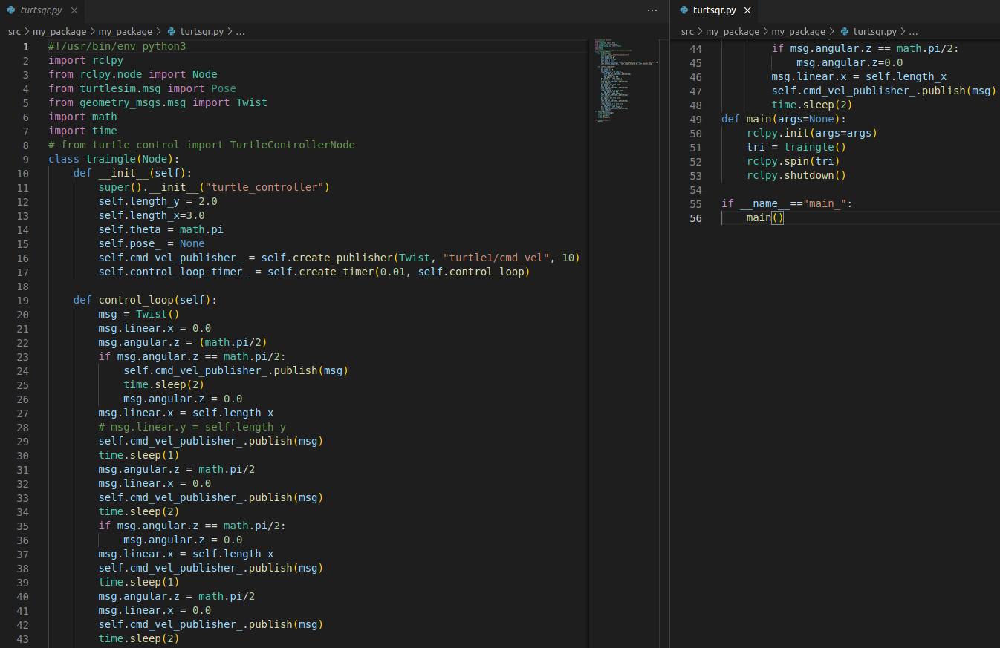 turtsqr.py
src > my_package > my_package > turtsqr.py > ...
1 #!/usr/bin/env python3
2 import rclpy
3 from rclpy.node import Node
4 from turtlesim.msg import Pose
5 from geometry_msgs.msg import Twist
6 import math
7 import time
8 # from turtle_control import TurtleControllerNode
9 class traingle(Node):
10 def __init__(self):
11 super().__init__("turtle_controller")
12 self.length_y = 2.0
13 self.length_x=3.0
14 self.theta = math.pi
15 self.pose_ = None
16 self.cmd_vel_publisher_ = self.create_publisher(Twist, "turtle1/cmd_vel", 10)
17 self.control_loop_timer_ = self.create_timer(0.01, self.control_loop)
18
19 def control_loop(self):
20 msg = Twist()
21 msg.linear.x = 0.0
22 msg.angular.z = (math.pi/2)
23 if msg.angular.z == math.pi/2:
24 self.cmd_vel_publisher_.publish(msg)
25 time.sleep(2)
26 msg.angular.z = 0.0
27 msg.linear.x = self.length_x
28 # msg.linear.y = self.length_y
29 self.cmd_vel_publisher_.publish(msg)
30 time.sleep(1)
31 msg.angular.z = math.pi/2
32 msg.linear.x = 0.0
33 self.cmd_vel_publisher_.publish(msg)
34 time.sleep(2)
35 if msg.angular.z == math.pi/2:
36 msg.angular.z = 0.0
37 msg.linear.x = self.length_x
38 self.cmd_vel_publisher_.publish(msg)
39 time.sleep(1)
40 msg.angular.z = math.pi/2
41 msg.linear.x = 0.0
42 self.cmd_vel_publisher_.publish(msg)
43 time.sleep(2)
turtsqr.py
src > my_package > my_package > turtsqr.py > ...
44 if msg.angular.z == math.pi/2:
45 msg.angular.z=0.0
46 msg.linear.x = self.length_x
47 self.cmd_vel_publisher_.publish(msg)
48 time.sleep(2)
49 def main(args=None):
50 rclpy.init(args=args)
51 tri = traingle()
52 rclpy.spin(tri)
53 rclpy.shutdown()
54
55 if __name__=="main_":
56 main()